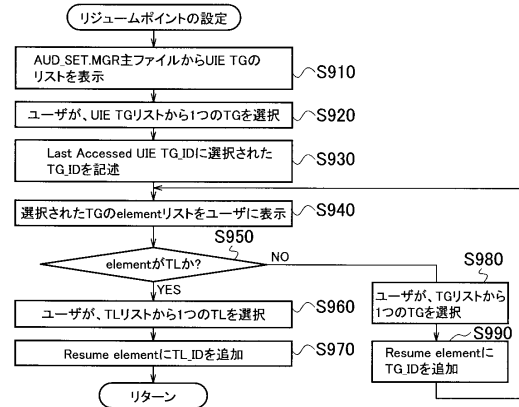 リジュームポイントの設定
AUD_SET.MGR主ファイルからUIE TGの
リストを表示
S910
ユーザが、UIE TGリストから1つのTGを選択
S920
Last Accessed UIE TG_IDに選択された
TG_IDを記述
S930
選択されたTGのelementリストをユーザに表示
S940
S950
elementがTLか?
NO
YES
S980
ユーザが、TGリストから
1つのTGを選択
ユーザが、TLリストから1つのTLを選択
S960
S990
Resume elementに
TG_IDを追加
Resume elementにTL_IDを追加
S970
リターン